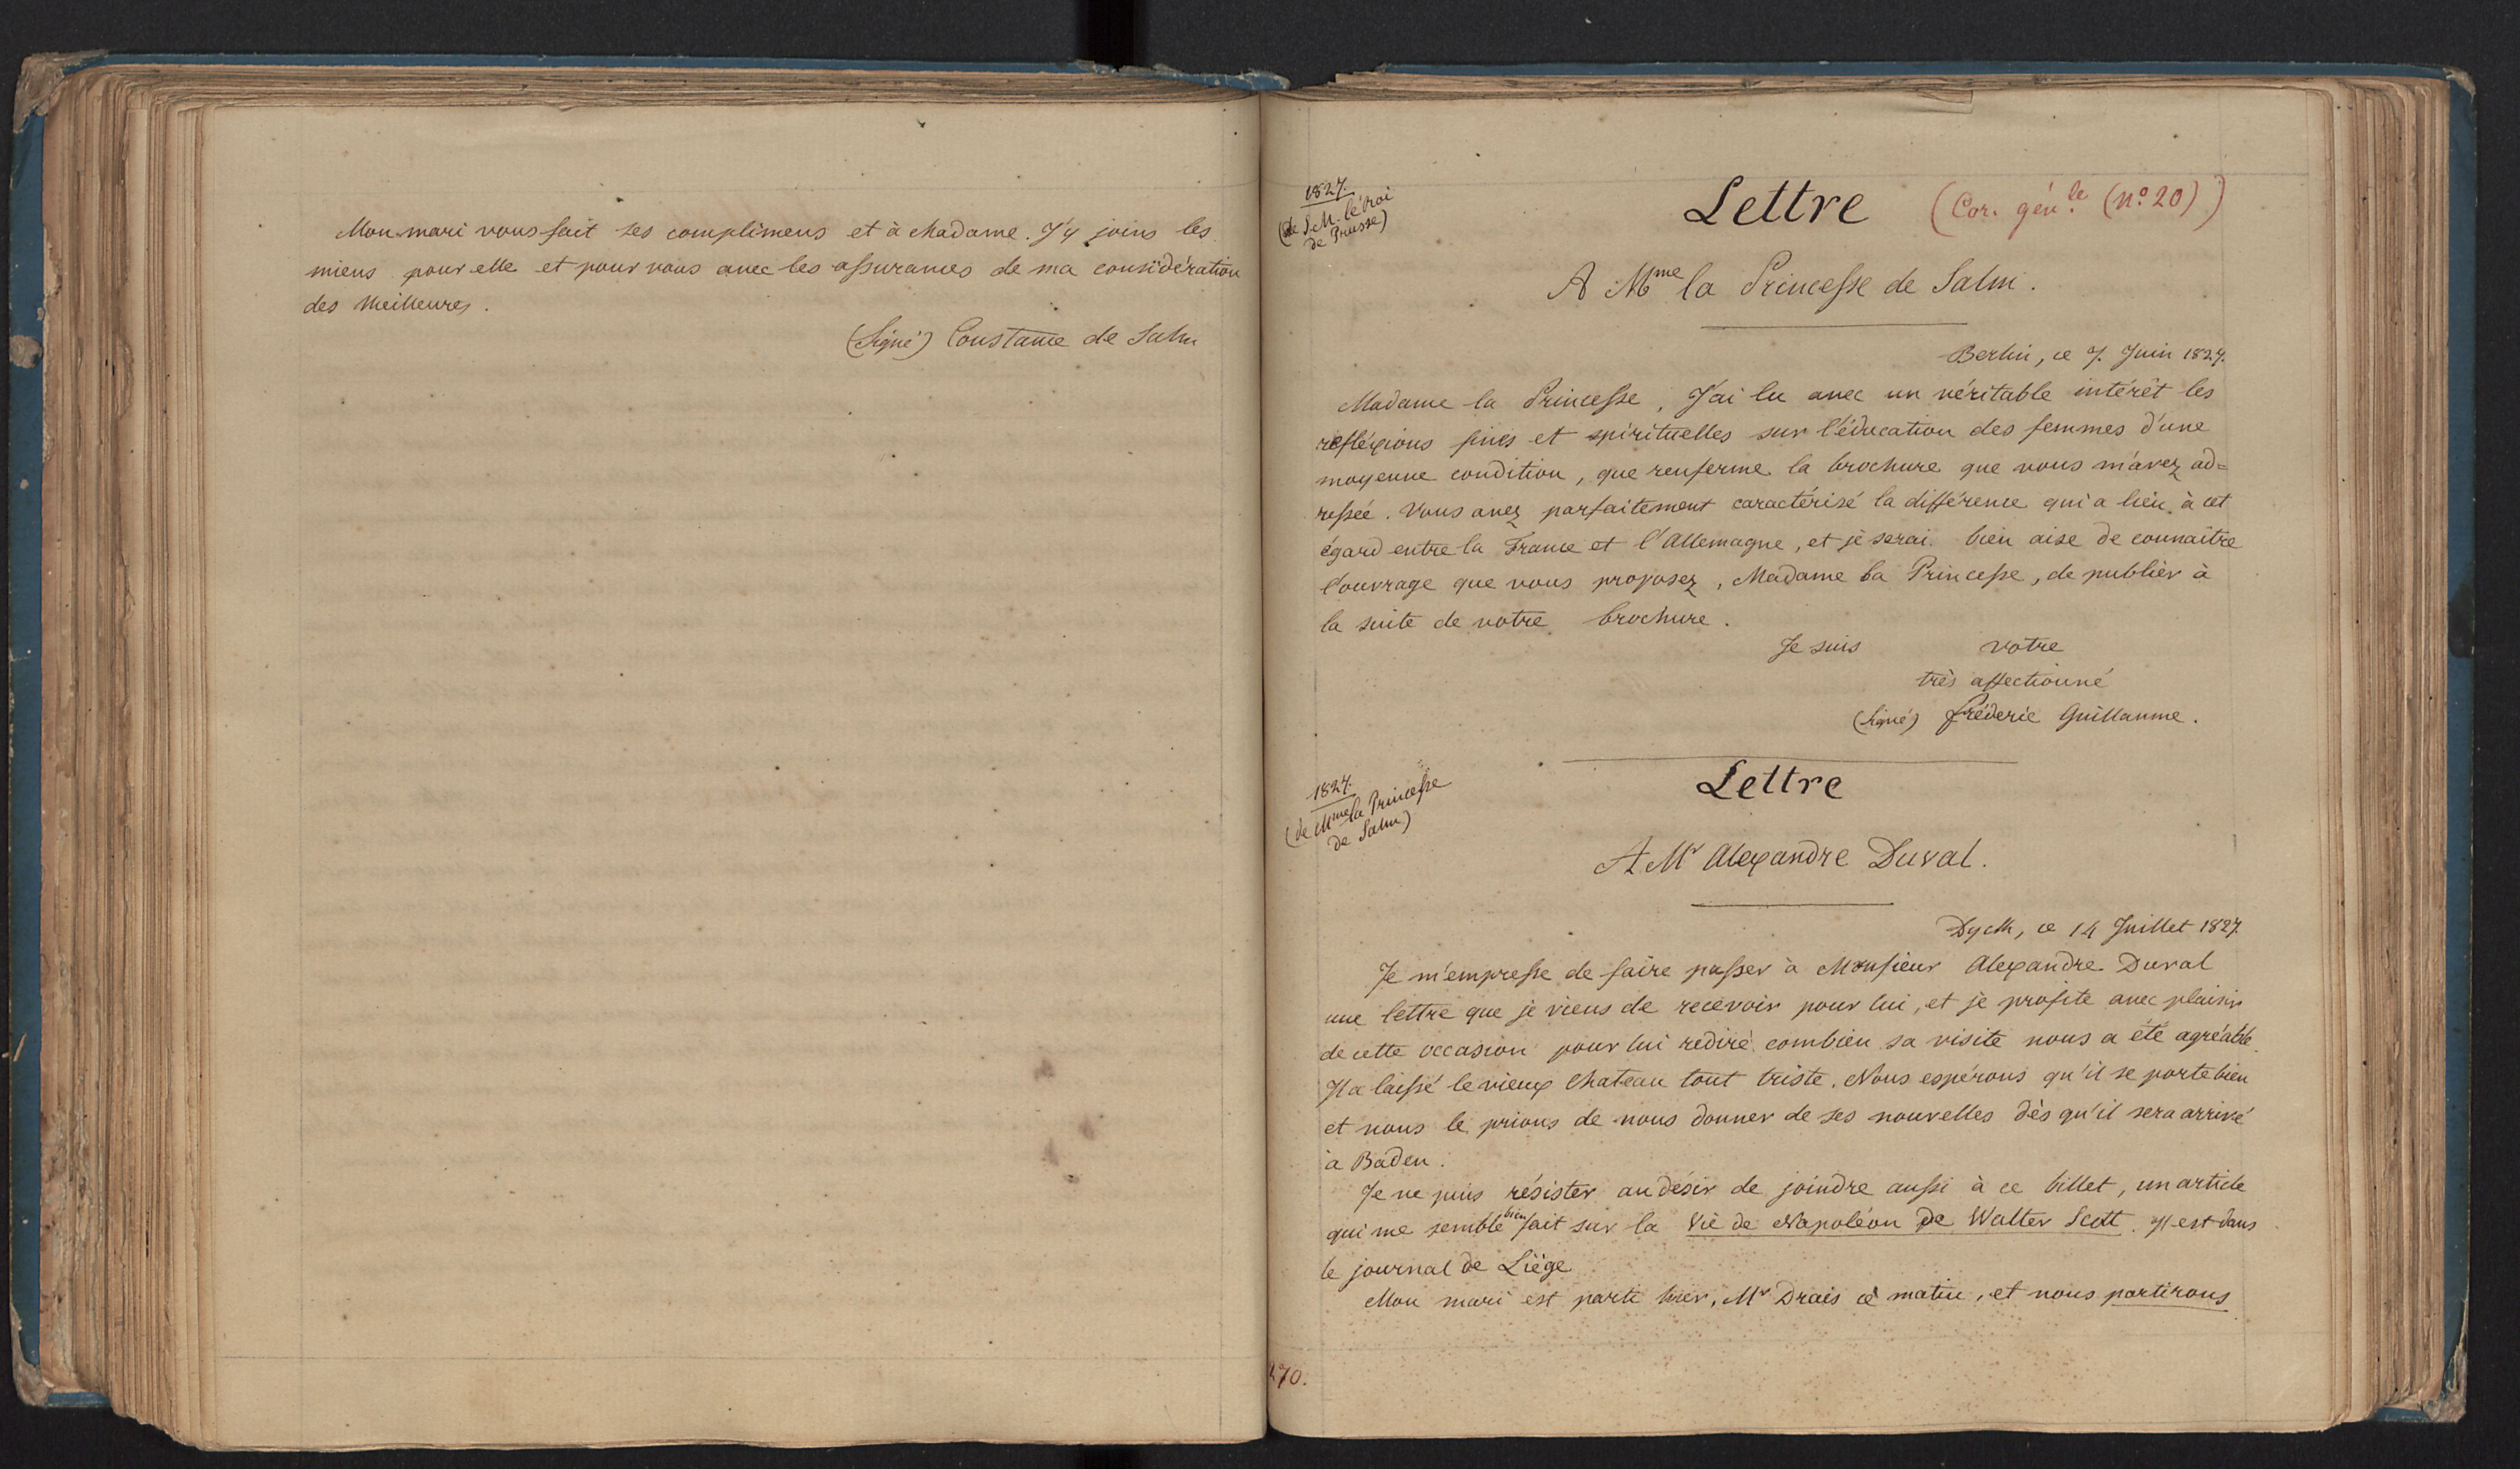 Mon mari vous fait ses complimens et à Madame. J'y joins les
miens pour elle et pour vous avec les assurances de ma considération
des meilleures.
(Signé) Constance de Salm
1827.
(de S.M. le roi
de Prusse)
Lettre (Cor. génle. (nº 20))
A Mme la Princesse de Salm.
Berlin, ce 7. Juin 1827.
Madame la Princesse, J'ai lu avec un véritable intérêt les
réfléxions fines et spirituelles sur l'éducation des femmes d'une
moyenne condition, que renferme la brochure que vous m'avez ad=
ressée. Vous avez parfaitement caractérisé la différence qui a lieu à cet
égard entre la France et l'Allemagne, et je serai bien aise de connaître
l'ouvrage que vous proposez, Madame la Princesse, de publier à
la suite de votre brochure.
Je suis votre
très affectionné
(signé) fréderic Guillaume.
1827.
(de Mme la Princesse
de Salm)
Lettre
A Mr Alexandre Duval.
Dyck, ce 14 Juillet 1827.
Je m'empresse de faire passer à Monsieur Alexandre Duval
une lettre que je viens de recevoir pour lui, et je profite avec plaisir
de cette occasion pour lui redire combien sa visite nous a été agréable.
Il a laissé le vieux chateau tout triste. Nous espérons qu'il se porte bien
et nous le prions de nous donner de ses nouvelles dès qu'il sera arrivé
à Baden.
Je ne puis résister au désir de joindre aussi à ce billet, un article
qui me semble bien fait sur la Vie de Napoléon de Walter Scott. Il est dans
le journal de Liège
Mon mari est parti hier, Mr Drais ce matin, et nous partirons
270.